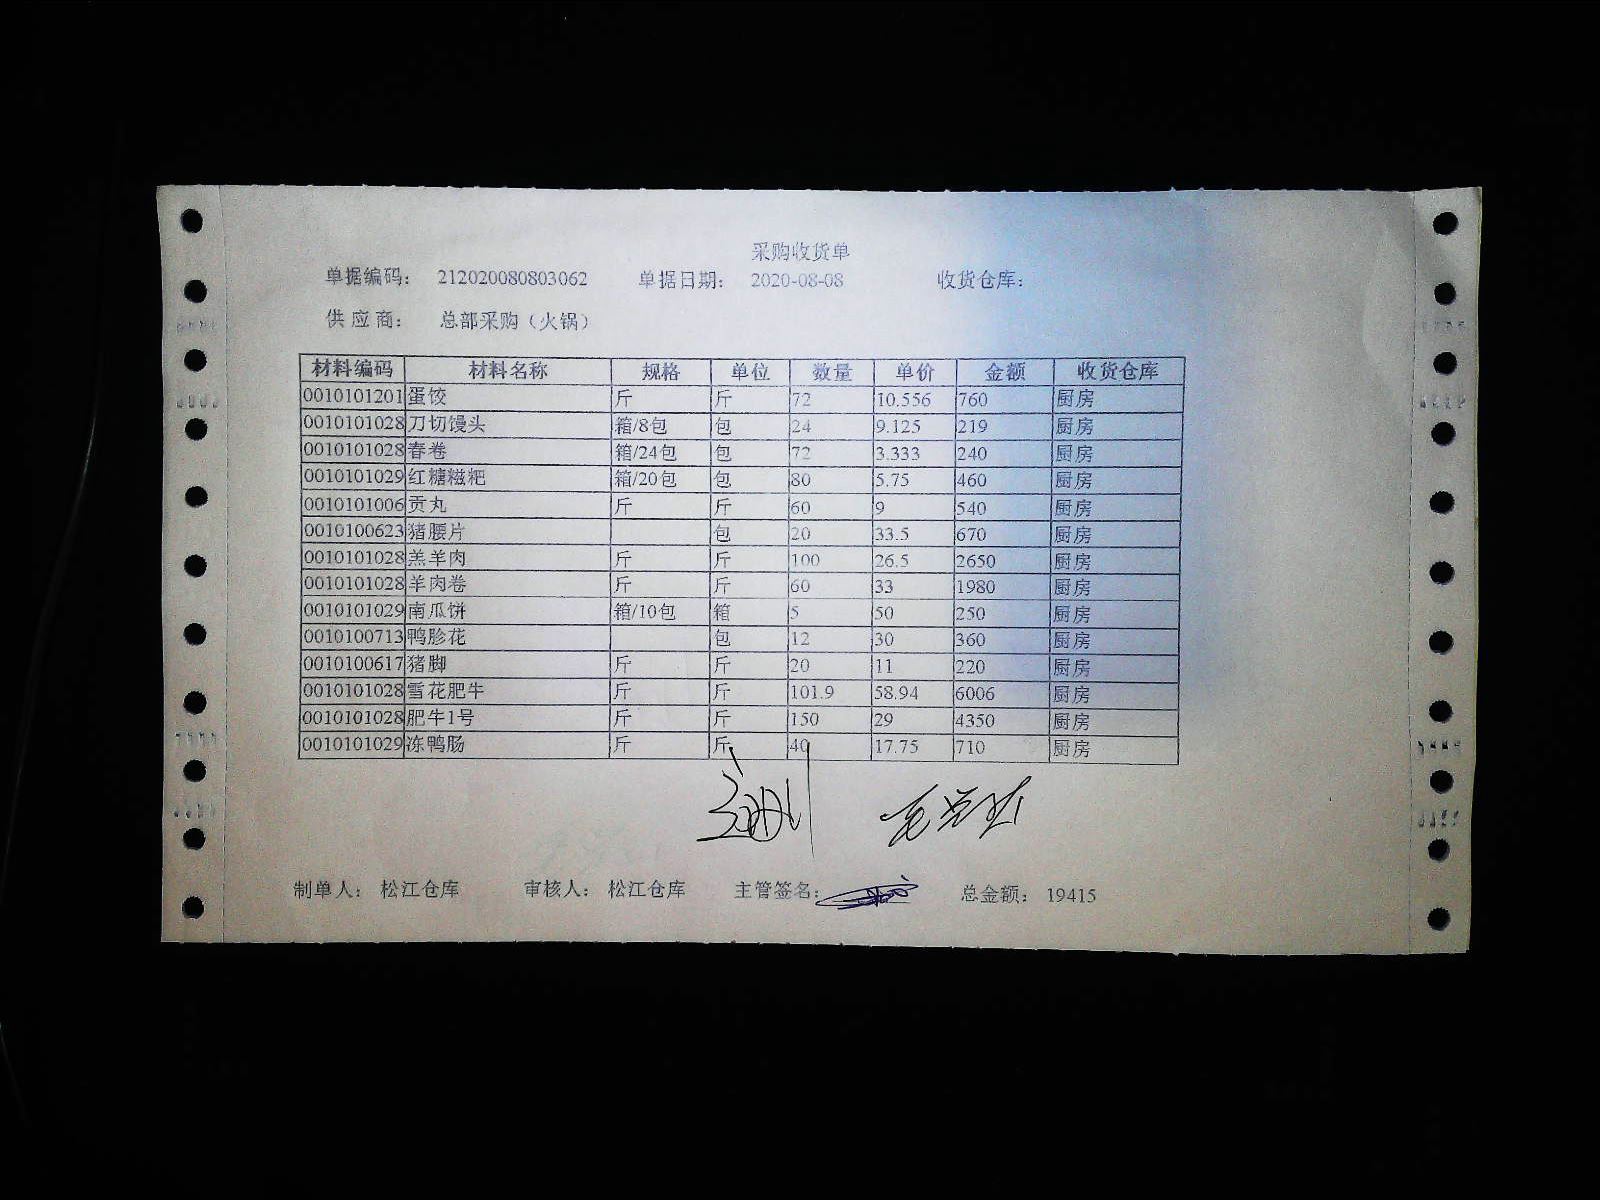 采购收货单
单据编码： 212020080803062 单据日期： 2020-08-08 收货仓库：
供 应 商： 总部采购（火锅）
材料编码 材料名称 规格 单位 数量 单价 金额 收货仓库
0010101201 蛋饺 斤 斤 72 10.556 760 厨房
0010101028 刀切馒头 箱/8包 包 24 9.125 219 厨房
0010101028 春卷 箱/24包 包 72 3.333 240 厨房
0010101029 红糖糍粑 箱/20包 包 80 5.75 460 厨房
0010101006 贡丸 斤 斤 60 9 540 厨房
0010100623 猪腰片 包 20 33.5 670 厨房
0010101028 羔羊肉 斤 斤 100 26.5 2650 厨房
0010101028 羊肉卷 斤 斤 60 33 1980 厨房
0010101029 南瓜饼 箱/10包 箱 5 50 250 厨房
0010100713 鸭胗花 包 12 30 360 厨房
0010100617 猪脚 斤 斤 20 11 220 厨房
0010101028 雪花肥牛 斤 斤 101.9 58.94 6006 厨房
0010101028 肥牛1号 斤 斤 150 29 4350 厨房
0010101029 冻鸭肠 斤 斤 40 17.75 710 厨房
制单人： 松江仓库 审核人： 松江仓库 主管签名： 总金额： 19415